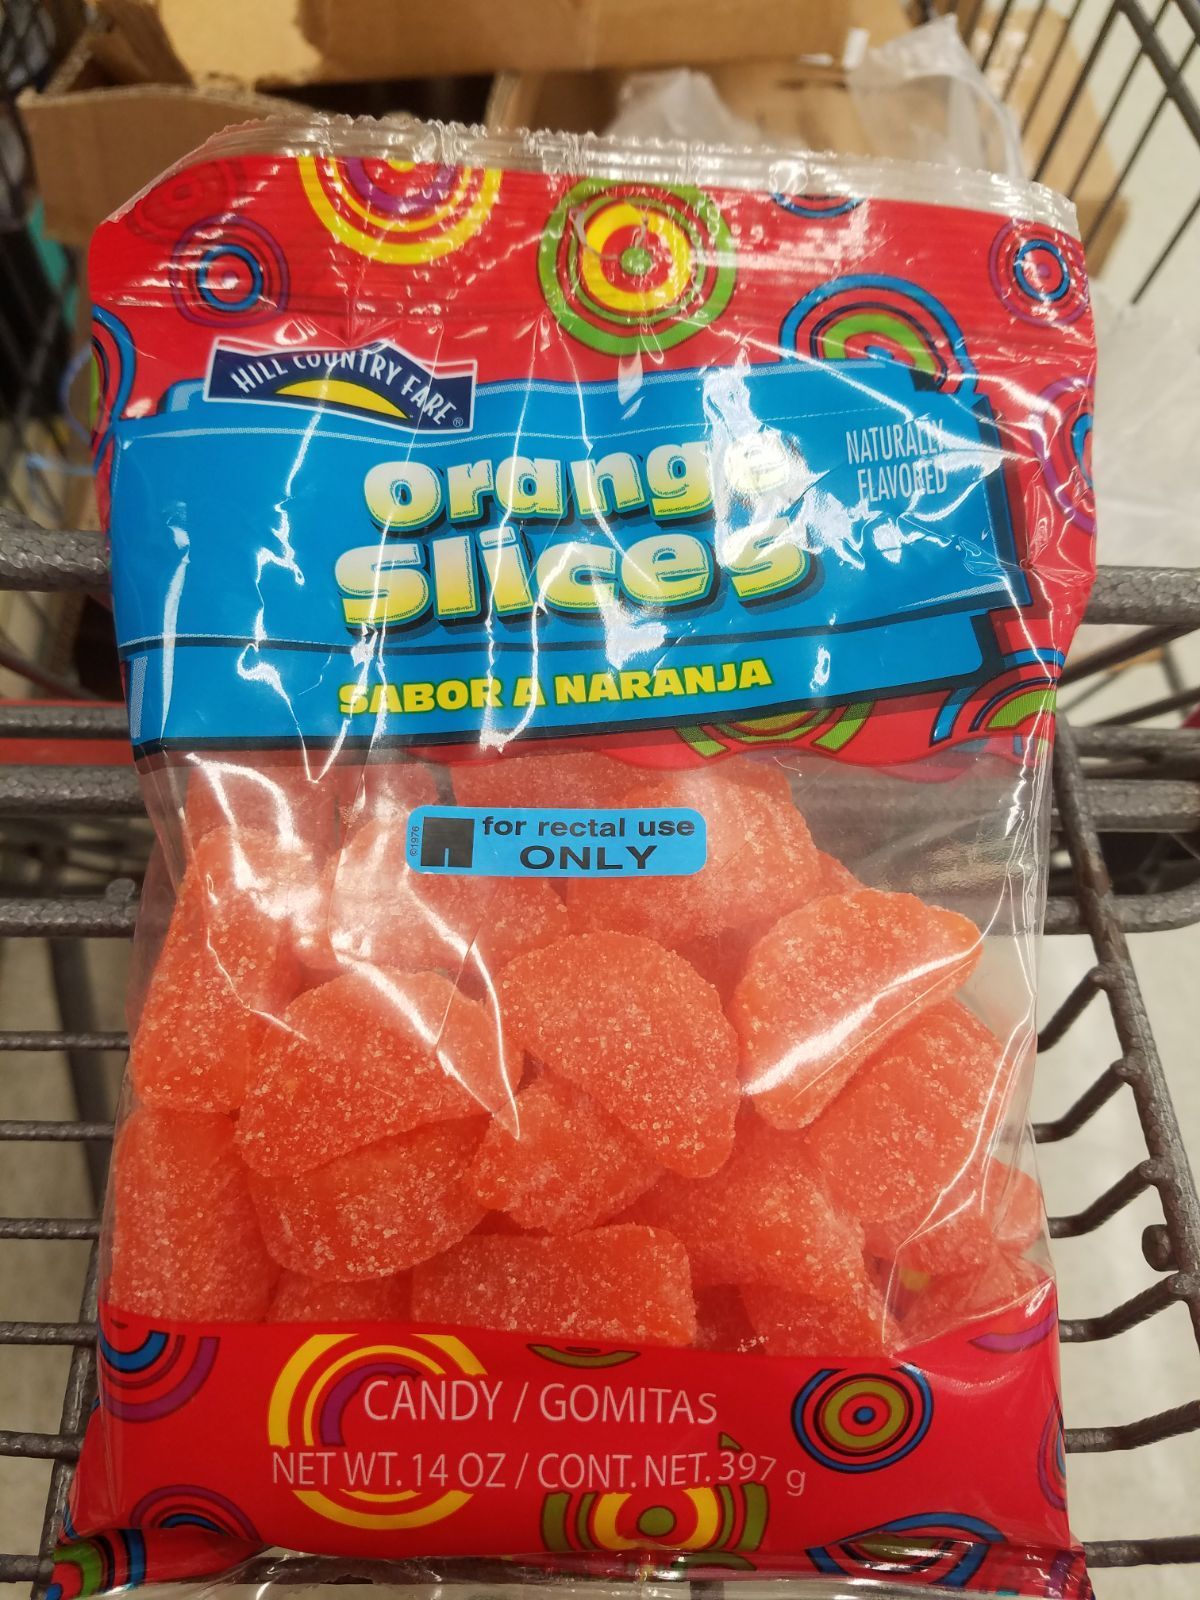 HILL COUNTRY FARE®
Orange
Slices
NATURALLY
FLAVORED
SABOR A NARANJA
©1976
for rectal use
ONLY
CANDY / GOMITAS
NET WT. 14 OZ / CONT. NET. 397 g